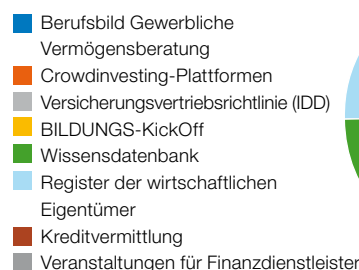 Berufsbild Gewerbliche
Vermögensberatung
Crowdinvesting-Plattformen
Versicherungsvertriebsrichtlinie (IDD)
BILDUNGS-KickOff
Wissensdatenbank
Register der wirtschaftlichen
Eigentümer
Kreditvermittlung
Veranstaltungen für Finanzdienstleister